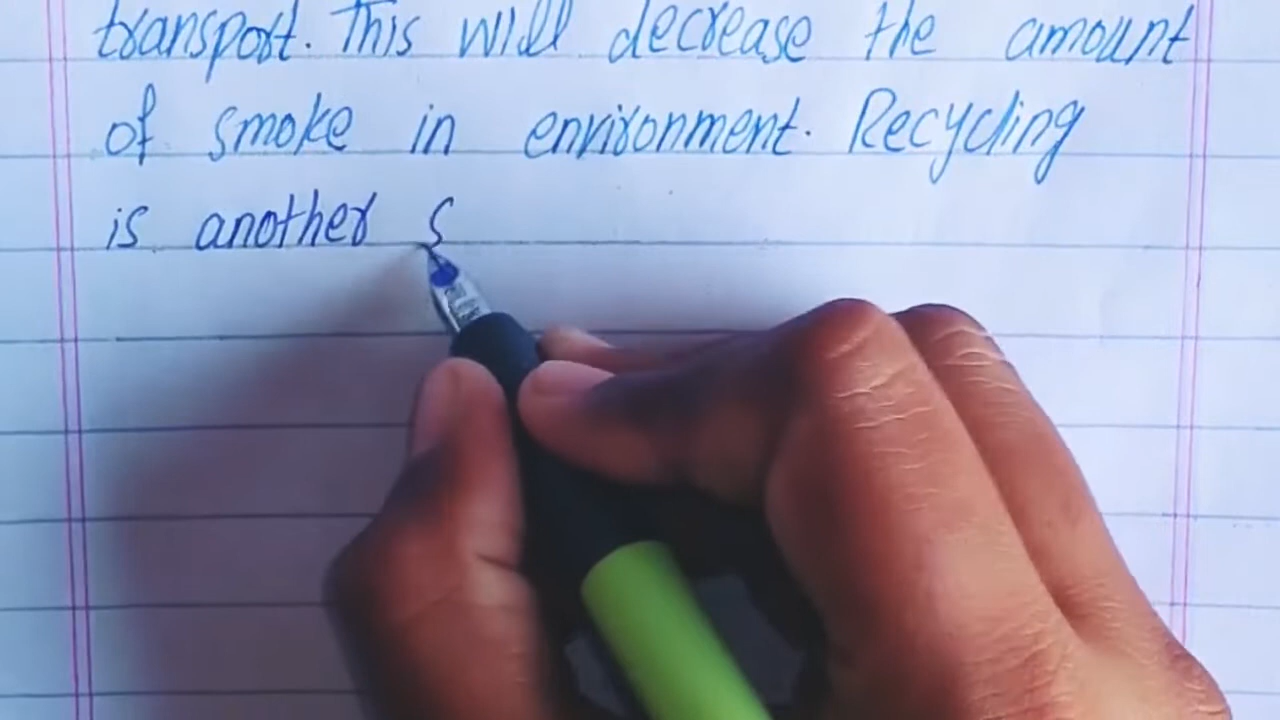 transport. This will decrease the amount
of smoke in environment. Recycling
is another s